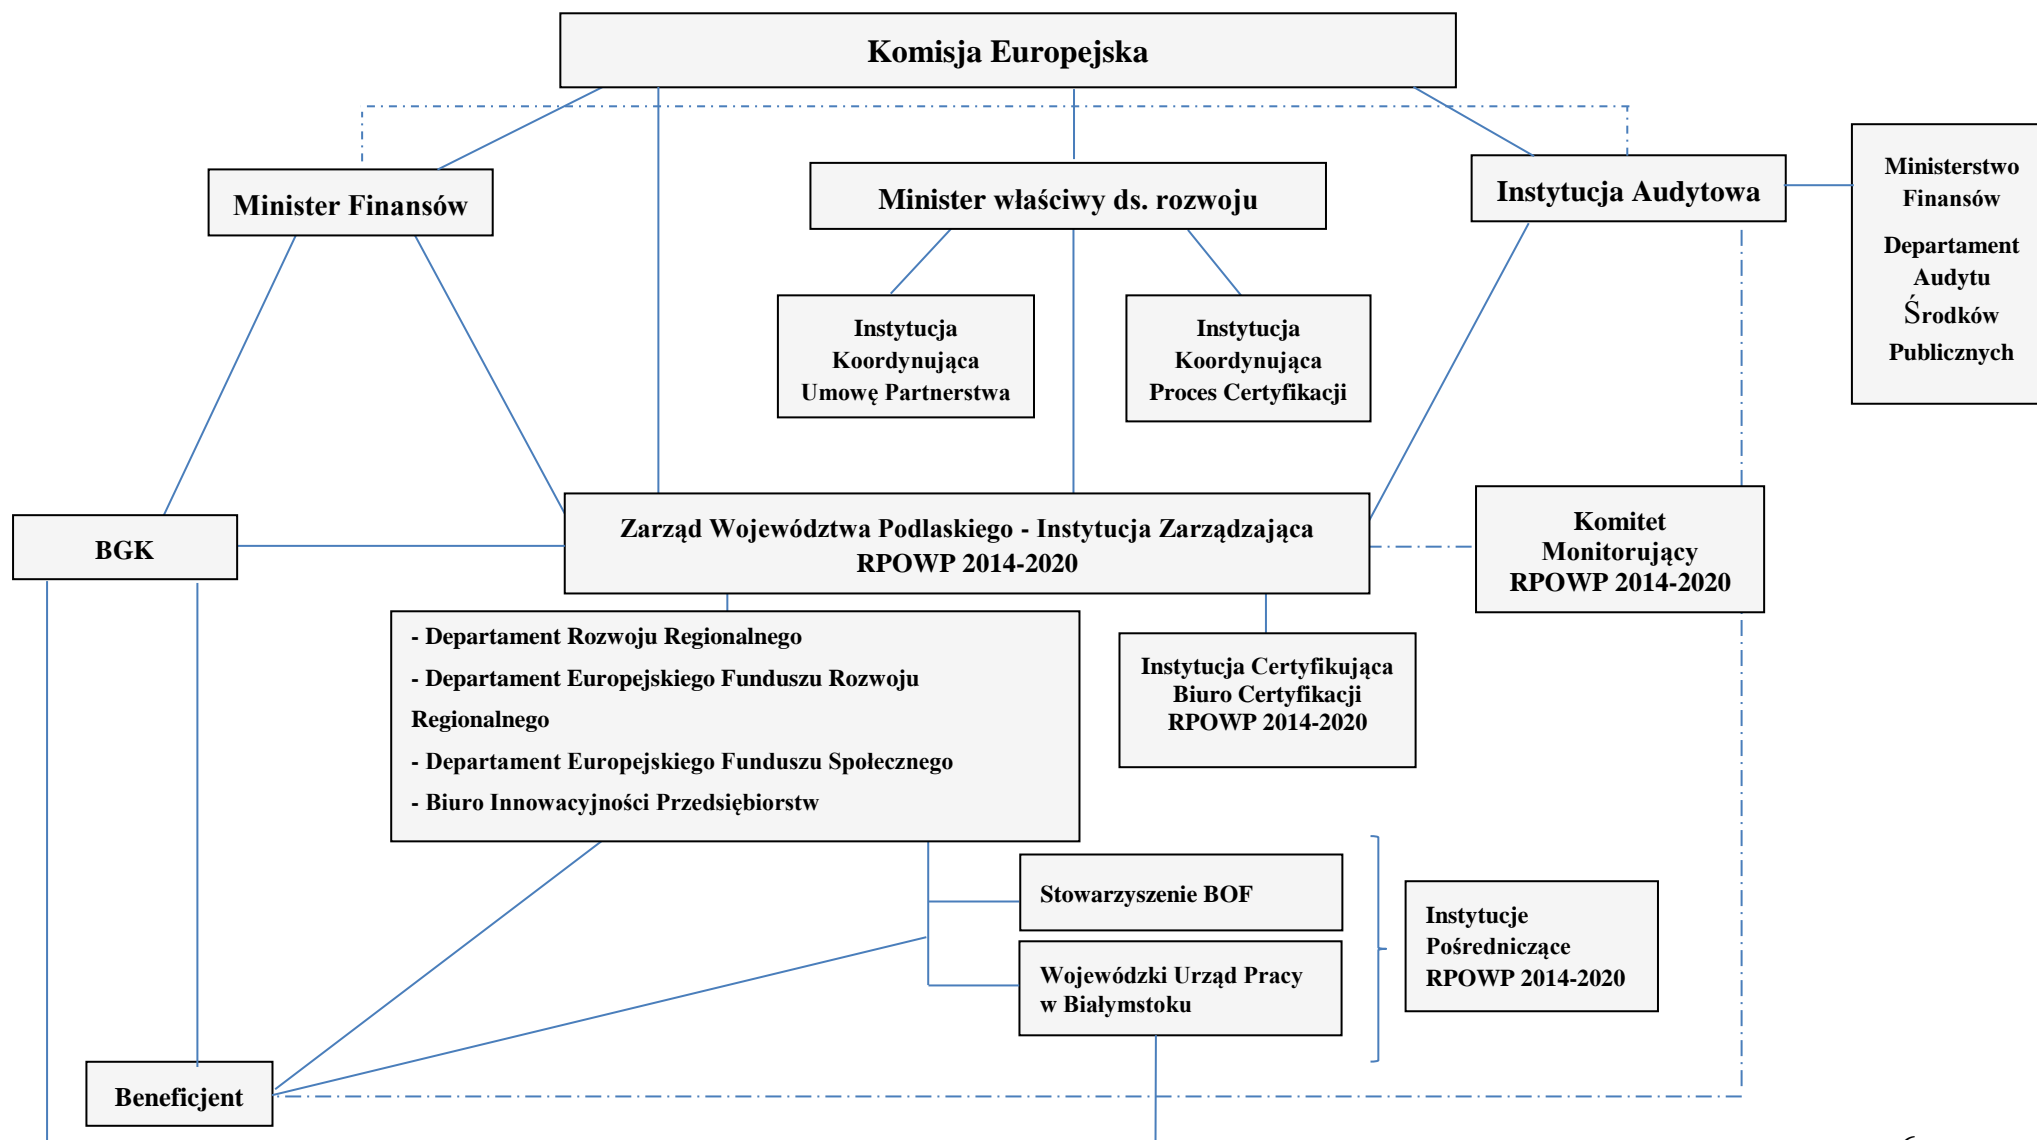 Komisja Europejska
Minister Finansów
Minister właściwy ds. rozwoju
Instytucja Audytowa
Ministerstwo
Finansów
Departament
Audytu
Środków
Publicznych
Instytucja
Koordynująca
Umowę Partnerstwa
Instytucja
Koordynująca
Proces Certyfikacji
BGK
Zarząd Województwa Podlaskiego - Instytucja Zarządzająca
RPOWP 2014-2020
Komitet
Monitorujący
RPOWP 2014-2020
- Departament Rozwoju Regionalnego
- Departament Europejskiego Funduszu Rozwoju
Regionalnego
- Departament Europejskiego Funduszu Społecznego
- Biuro Innowacyjności Przedsiębiorstw
Instytucja Certyfikująca
Biuro Certyfikacji
RPOWP 2014-2020
Stowarzyszenie BOF
Wojewódzki Urząd Pracy
w Białymstoku
Instytucje
Pośredniczące
RPOWP 2014-2020
Beneficjent